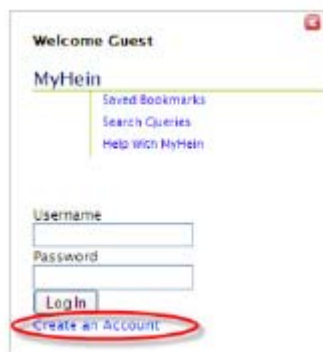 Welcome Guest
MyHein
Saved Bookmarks
Search Queries
Help With MyHein
Username
Password
Log In
Create an Account